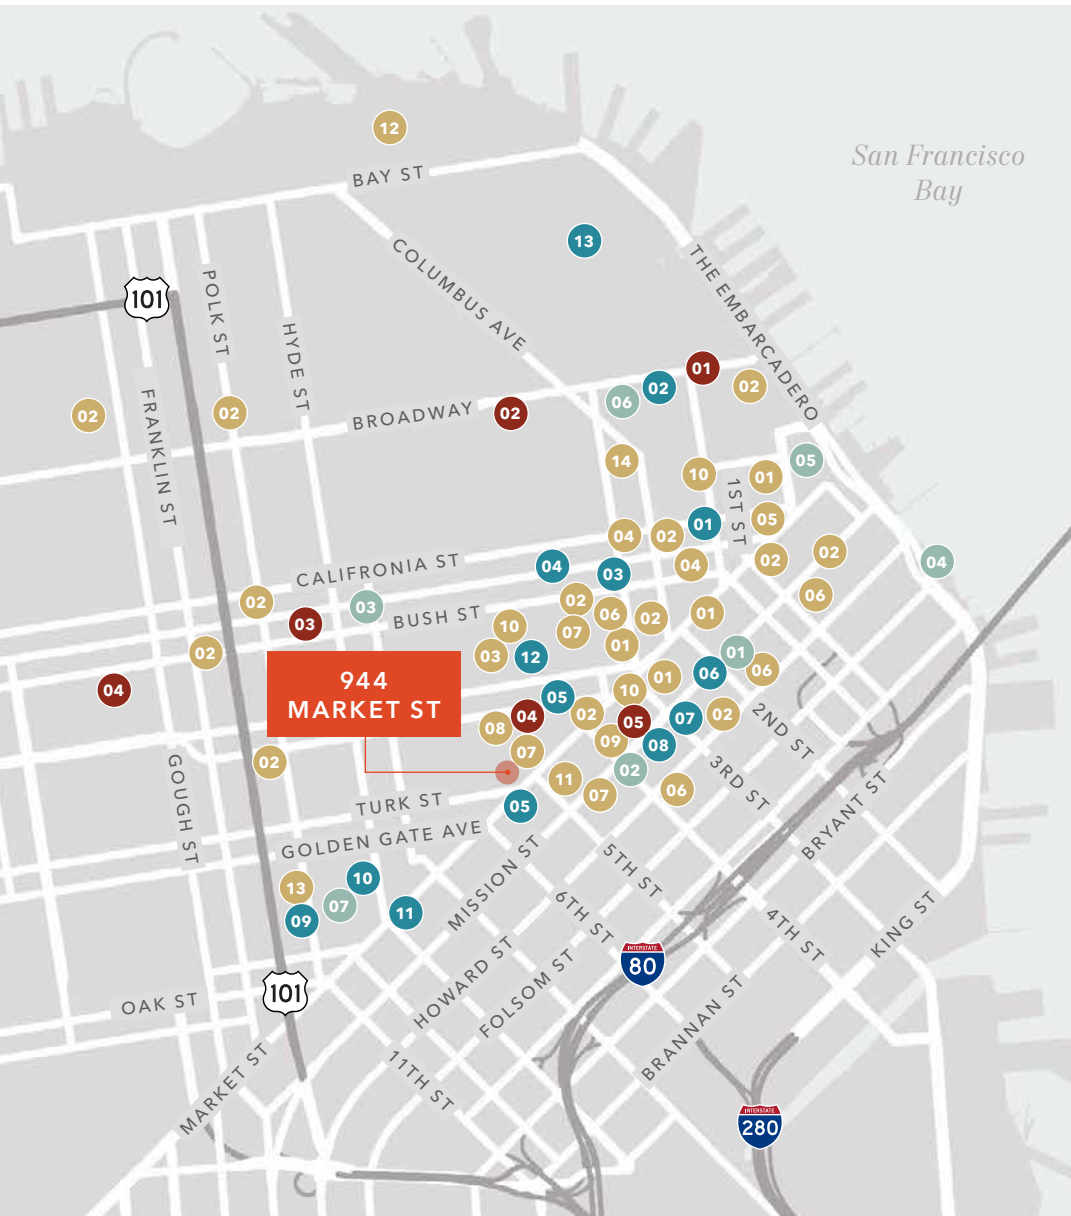 12
San Francisco
Bay
BAY ST
13
COLUMBUS AVE
THE EMBARCADERO
101
POLK ST
HYDE ST
FRANKLIN ST
01
02
02
06
02
02
02
BROADWAY
02
14
10
01
05
1ST ST
05
04
02
01
02
02
04
CALIFRONIA ST
04
03
04
06
02
03
BUSH ST
02
06
02
01
03
10
07
01
02
03
12
01
06
06
04
944
MARKET ST
05
10
01
08
04
02
05
07
02
2ND ST
07
09
08
02
02
3RD ST
11
07
06
BRYANT ST
GOUGH ST
TURK ST
05
GOLDEN GATE AVE
MISSION ST
5TH ST
13
10
07
09
11
6TH ST
4TH ST
KING ST
HOWARD ST
FOLSOM ST
INTERSTATE
80
101
OAK ST
BRANNAN ST
MARKET ST
11TH ST
INTERSTATE
280